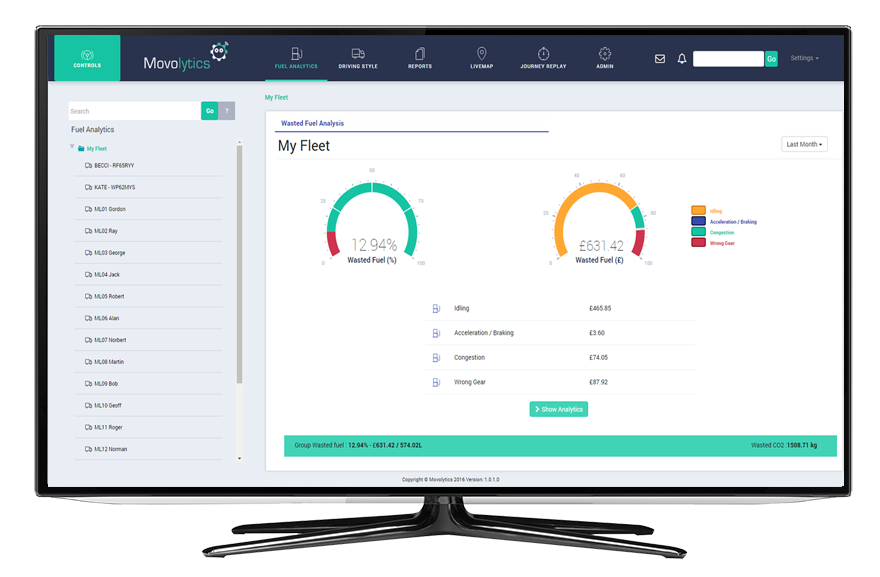 CONTROLS
Movolytics
FUEL ANALYTICS
DRIVING STYLE
REPORTS
LIVEMAP
JOURNEY REPLAY
ADMIN
Go
Settings
Search
Go
?
Fuel Analytics
My Fleet
BECCI - RF65RYY
KATE - WP62MYS
ML01 Gordon
ML02 Ray
ML03 George
ML04 Jack
ML05 Robert
ML06 Alan
ML07 Norbert
ML08 Martin
ML09 Bob
ML10 Geoff
ML11 Roger
ML12 Norman
My Fleet
Wasted Fuel Analysis
My Fleet
Last Month
0
25
50
75
100
12.94%
Wasted Fuel (%)
0
20
40
60
80
100
£631.42
Wasted Fuel (£)
Idling
Acceleration / Braking
Congestion
Wrong Gear
Idling £465.85
Acceleration / Braking £3.60
Congestion £74.05
Wrong Gear £87.92
Show Analytics
Group Wasted fuel : 12.94% - £631.42 / 574.02L
Wasted CO2 :1508.71 kg
Copyright © Movolytics 2016 Version: 1.0.1.0